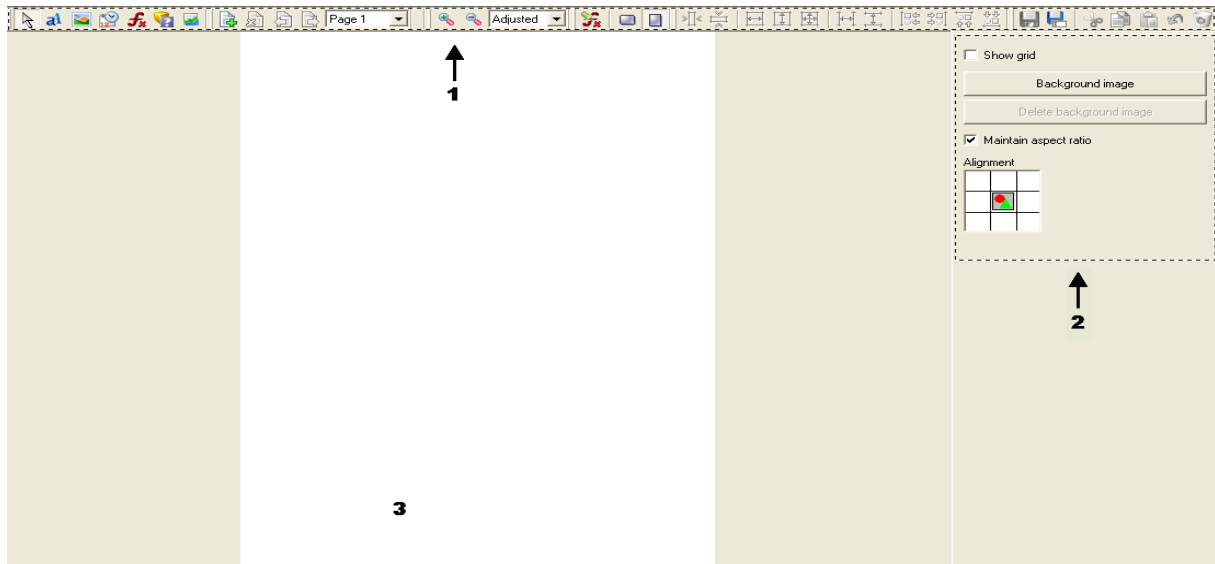 Page 1 Adjusted
1
Show grid
Background image
Delete background image
Maintain aspect ratio
Alignment
2
3